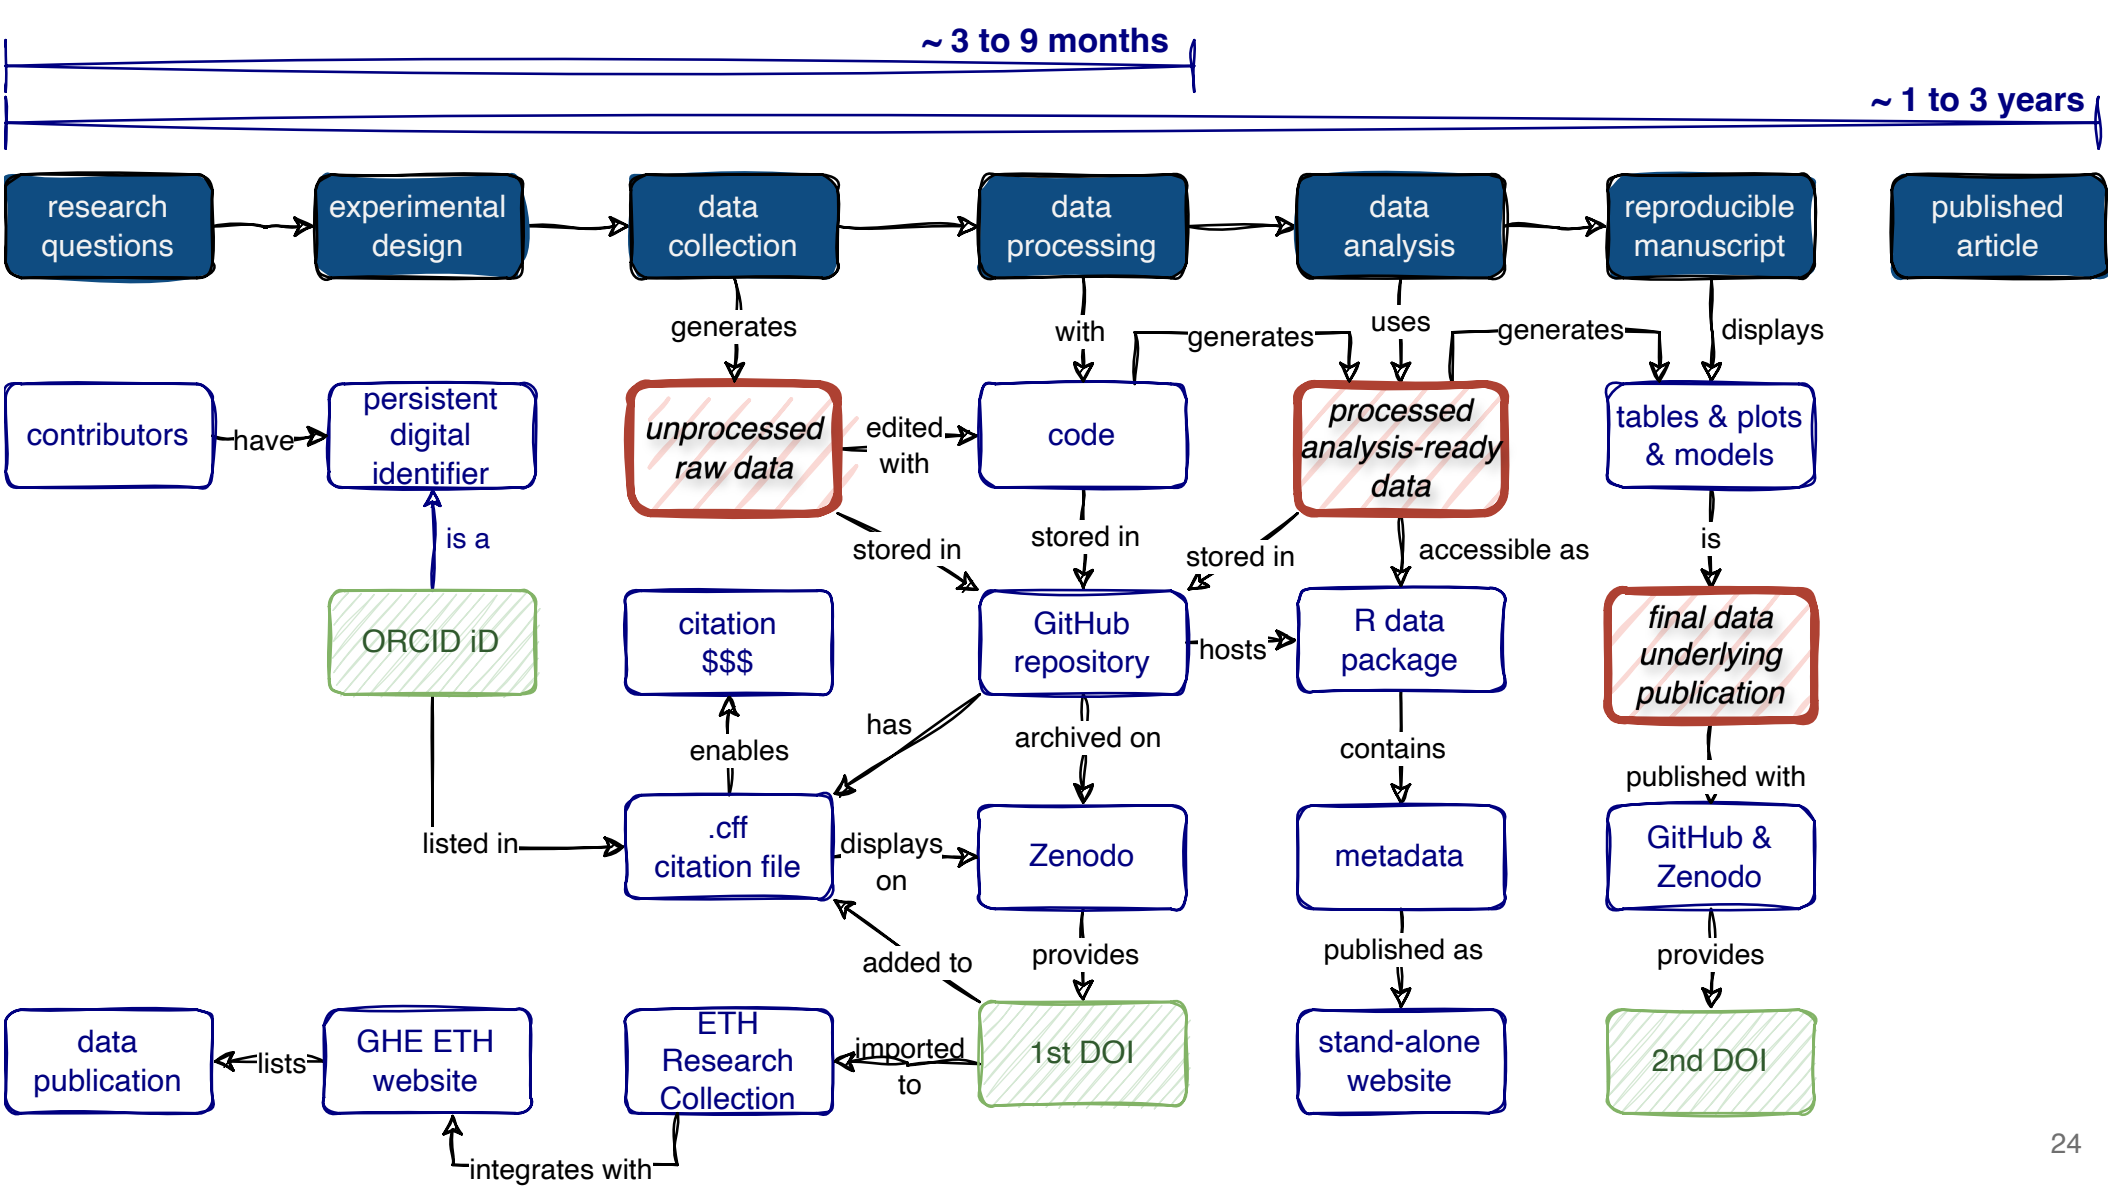 ~ 3 to 9 months
~ 1 to 3 years
research
questions
experimental
design
data
collection
data
processing
data
analysis
reproducible
manuscript
published
article
generates
with
generates
uses
generates
displays
contributors
have
persistent
digital
identifier
unprocessed
raw data
edited
with
code
processed
analysis-ready
data
tables & plots
& models
is a
stored in
stored in
stored in
accessible as
is
ORCID iD
citation
$$$
GitHub
repository
hosts
R data
package
final data
underlying
publication
has
enables
archived on
contains
published with
listed in
.cff
citation file
displays
on
Zenodo
metadata
GitHub &
Zenodo
added to
provides
published as
provides
data
publication
lists
GHE ETH
website
ETH
Research
Collection
imported
to
1st DOI
stand-alone
website
2nd DOI
integrates with
24